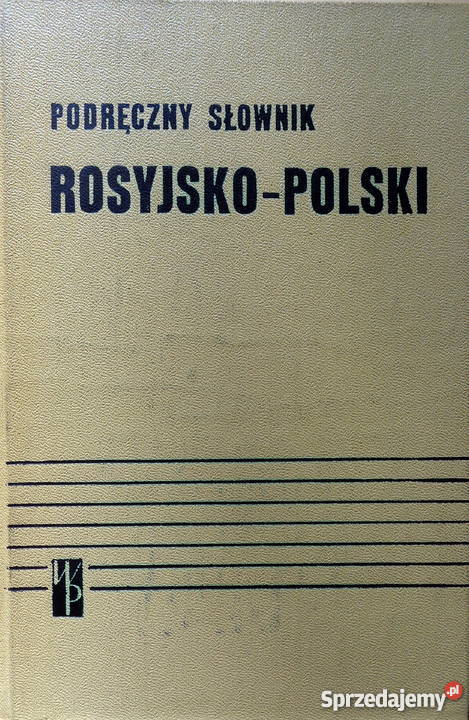 PODRĘCZNY SŁOWNIK
ROSYJSKO-POLSKI
WP
Sprzedajemy.pl